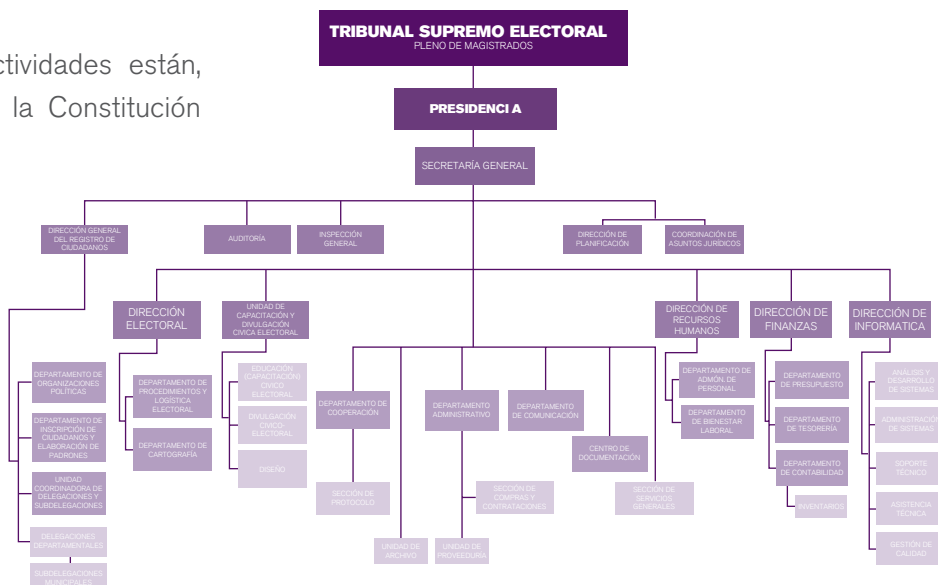 ctividades están,
la Constitución
TRIBUNAL SUPREMO ELECTORAL
PLENO DE MAGISTRADOS
PRESIDENCI A
SECRETARÍA GENERAL
DIRECCIÓN GENERAL
DEL REGISTRO DE
CIUDADANOS
AUDITORÍA
INSPECCIÓN
GENERAL
DIRECCIÓN DE
PLANIFICACIÓN
COORDINACIÓN DE
ASUNTOS JURÍDICOS
DIRECCIÓN
ELECTORAL
UNIDAD DE
CAPACITACIÓN Y
DIVULGACIÓN
CIVICA ELECTORAL
DIRECCIÓN DE
RECURSOS
HUMANOS
DIRECCIÓN DE
FINANZAS
DIRECCIÓN DE
INFORMATICA
DEPARTAMENTO DE
ORGANIZACIONES
POLÍTICAS
DEPARTAMENTO DE
INSCRIPCIÓN DE
CIUDADANOS Y
ELABORACIÓN DE
PADRONES
UNIDAD
COORDINADORA DE
DELEGACIONES Y
SUBDELEGACIONES
DELEGACIONES
DEPARTAMENTALES
SUBDELEGACIONES
MUNICIPALES
DEPARTAMENTO DE
PROCEDIMIENTOS Y
LOGÍSTICA
ELECTORAL
DEPARTAMENTO DE
CARTOGRAFÍA
EDUCACIÓN
(CAPACITACIÓN)
CIVICO
ELECTORAL
DIVULGACIÓN
CIVICO
ELECTORAL
DISEÑO
DEPARTAMENTO
DE COOPERACIÓN
SECCIÓN DE
PROTOCOLO
UNIDAD DE
ARCHIVO
DEPARTAMENTO
ADMINISTRATIVO
SECCIÓN DE
COMPRAS Y
CONTRATACIONES
UNIDAD DE
PROVEEDURÍA
DEPARTAMENTO
DE COMUNICACIÓN
CENTRO DE
DOCUMENTACIÓN
SECCIÓN DE
SERVICIOS
GENERALES
DEPARTAMENTO
DE ADMÓN. DE
PERSONAL
DEPARTAMENTO
DE BIENESTAR
LABORAL
DEPARTAMENTO
DE PRESUPUESTO
DEPARTAMENTO
DE TESORERÍA
DEPARTAMENTO
DE CONTABILIDAD
INVENTARIOS
ANÁLISIS Y
DESARROLLO
DE SISTEMAS
ADMINISTRACIÓN
DE SISTEMAS
SOPORTE
TÉCNICO
ASISTENCIA
TÉCNICA
GESTIÓN DE
CALIDAD